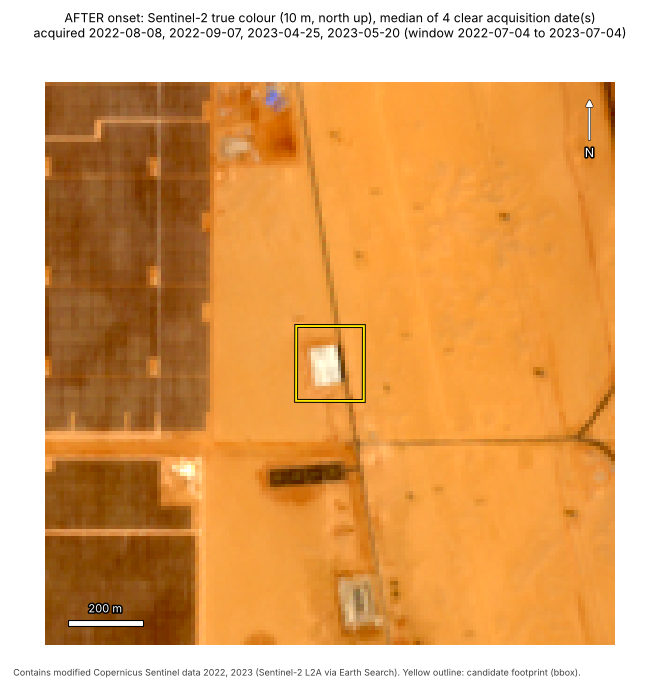 AFTER onset: Sentinel-2 true colour (10 m, north up), median of 4 clear acquisition date(s)
acquired 2022-08-08, 2022-09-07, 2023-04-25, 2023-05-20 (window 2022-07-04 to 2023-07-04)
N
200 m
Contains modified Copernicus Sentinel data 2022, 2023 (Sentinel-2 L2A via Earth Search). Yellow outline: candidate footprint (bbox).